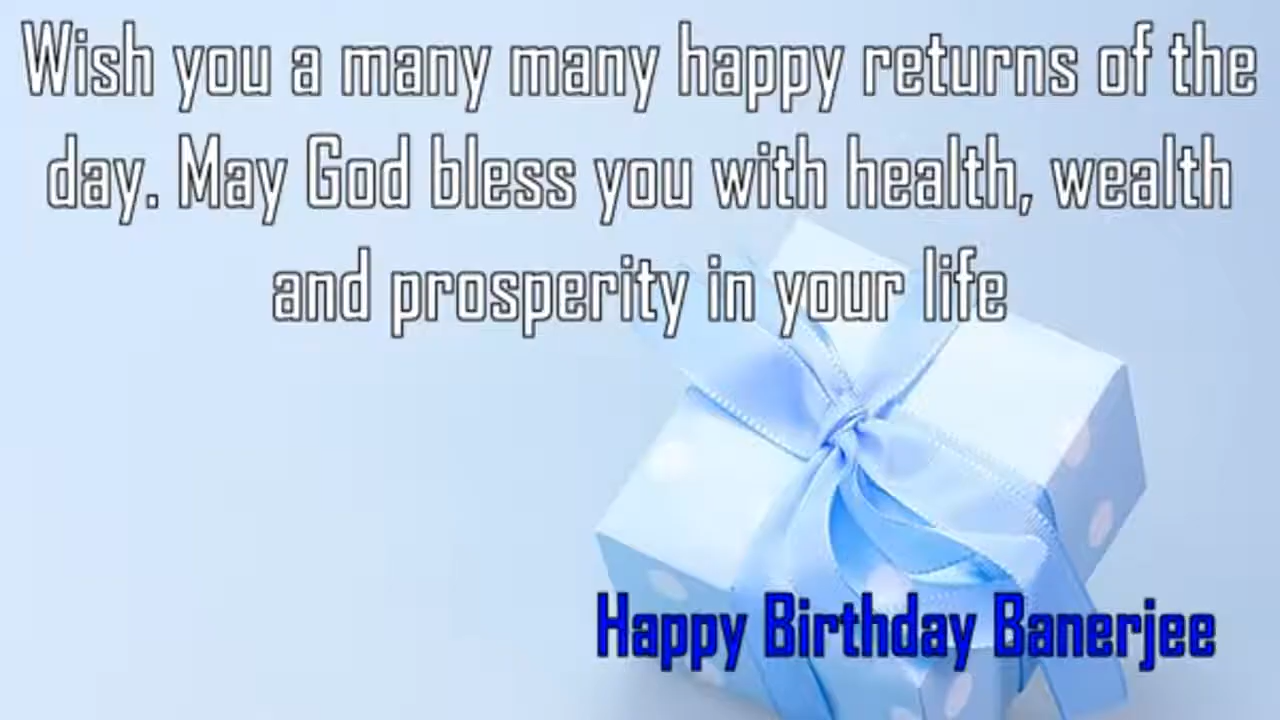 Wish you a many many happy returns of the
day. May God bless you with health, wealth
and prosperity in your life
Happy Birthday Banerjee